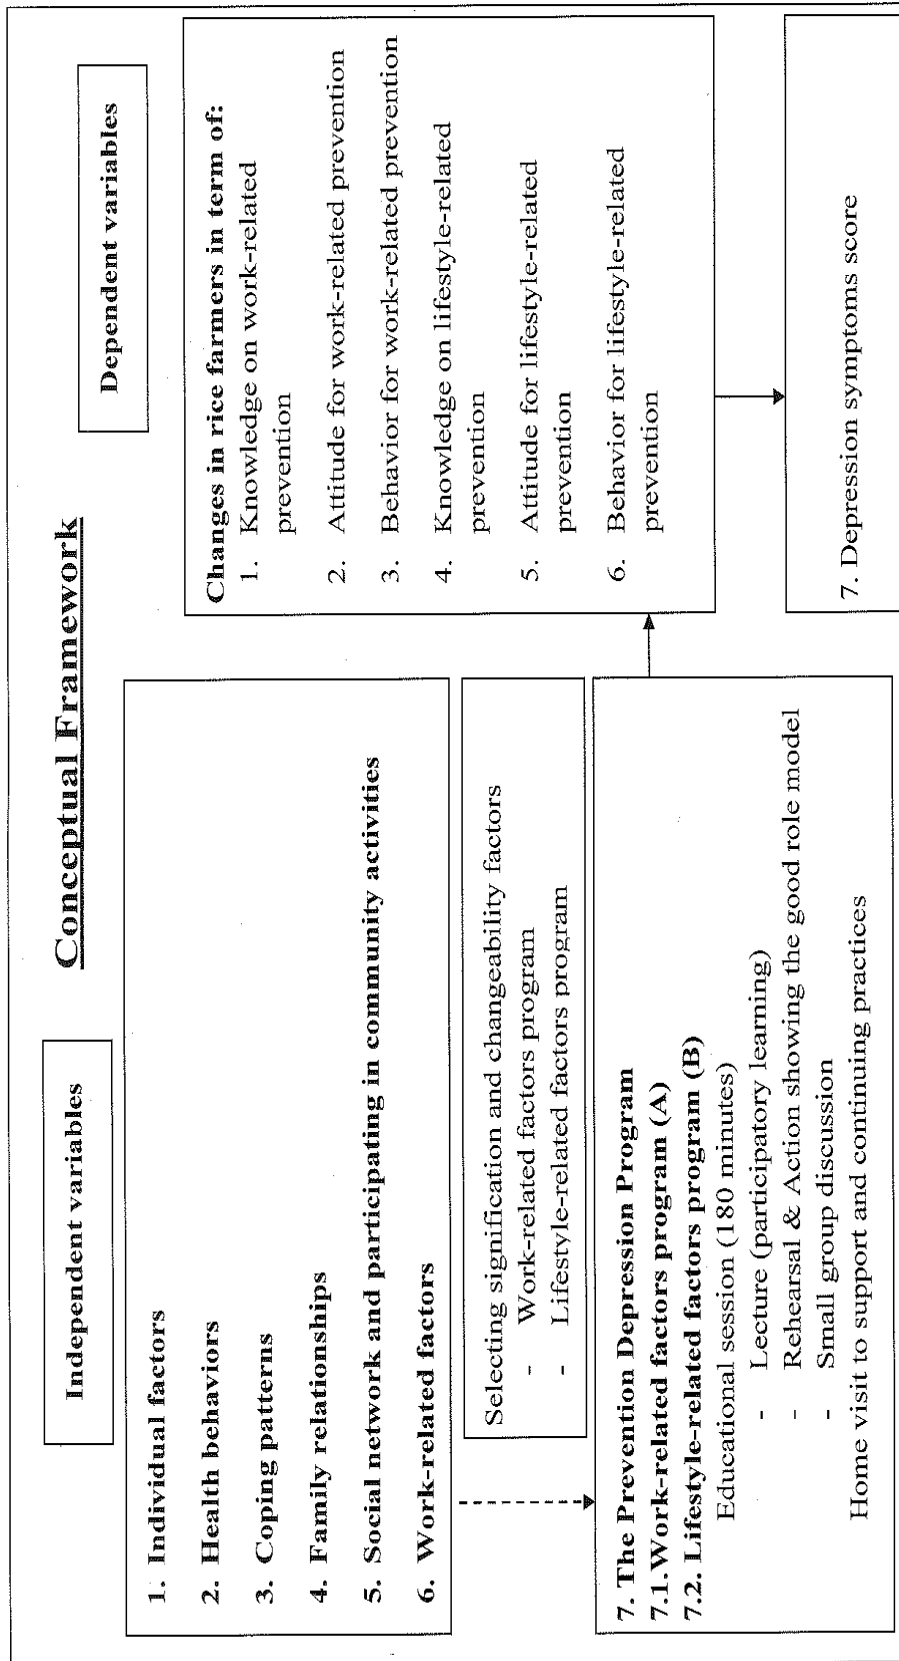 Conceptual Framework
Independent variables
1. Individual factors
2. Health behaviors
3. Coping patterns
4. Family relationships
5. Social network and participating in community activities
6. Work-related factors
Selecting signification and changeability factors
- Work-related factors program
- Lifestyle-related factors program
7. The Prevention Depression Program
7.1.Work-related factors program (A)
7.2. Lifestyle-related factors program (B)
Educational session (180 minutes)
- Lecture (participatory learning)
- Rehearsal & Action showing the good role model
- Small group discussion
Home visit to support and continuing practices
Dependent variables
Changes in rice farmers in term of:
1. Knowledge on work-related
prevention
2. Attitude for work-related prevention
3. Behavior for work-related prevention
4. Knowledge on lifestyle-related
prevention
5. Attitude for lifestyle-related
prevention
6. Behavior for lifestyle-related
prevention
7. Depression symptoms score